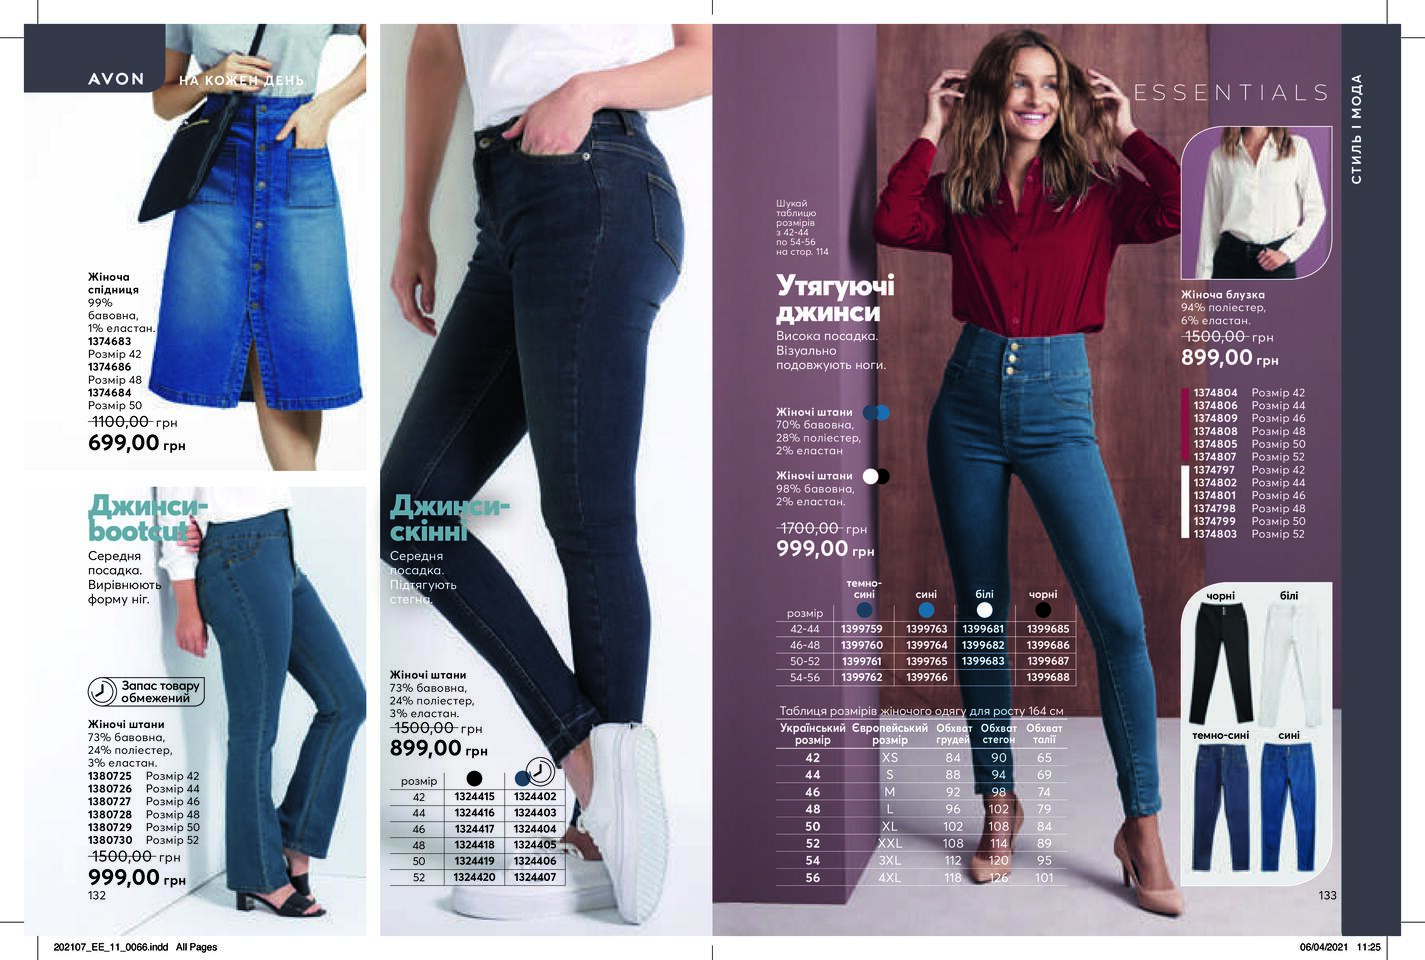 AVON
НА КОЖЕН ДЕНЬ
Жіноча
спідниця
99%
бавовна,
1% еластан.
1374683
Розмір 42
1374686
Розмір 48
1374684
Розмір 50
1100,00 грн
699,00 грн
Джинси-
bootcut
Середня
посадка.
Вирівнюють
форму ніг.
Запас товару
обмежений
Жіночі штани
73% бавовна,
24% поліестер,
3% еластан.
1380725 Розмір 42
1380726 Розмір 44
1380727 Розмір 46
1380728 Розмір 48
1380729 Розмір 50
1380730 Розмір 52
1500,00 грн
999,00 грн
132
Джинси-
скінні
Середня
посадка.
Підтягують
стегна.
Жіночі штани
73% бавовна,
24% поліестер,
3% еластан.
1500,00 грн
899,00 грн
розмір
42 1324415 1324402
44 1324416 1324403
46 1324417 1324404
48 1324418 1324405
50 1324419 1324406
52 1324420 1324407
ESSENTIALS
СТИЛЬ І МОДА
Шукай
таблицю
розмірів
з 42-44
по 54-56
на стор. 114
Утягуючі
джинси
Висока посадка.
Візуально
подовжують ноги.
Жіночі штани
70% бавовна,
28% поліестер,
2% еластан
Жіночі штани
98% бавовна,
2% еластан.
1700,00 грн
999,00 грн
темно-
сині сині білі чорні
розмір
42-44 1399759 1399763 1399681 1399685
46-48 1399760 1399764 1399682 1399686
50-52 1399761 1399765 1399683 1399687
54-56 1399762 1399766 1399688
Таблиця розмірів жіночого одягу для росту 164 см
Український Європейський Обхват Обхват Обхват
розмір розмір грудей стегон талії
42 XS 84 90 65
44 S 88 94 69
46 M 92 98 74
48 L 96 102 79
50 XL 102 108 84
52 XXL 108 114 89
54 3XL 112 120 95
56 4XL 118 126 101
Жіноча блузка
94% поліестер,
6% еластан.
1500,00 грн
899,00 грн
1374804 Розмір 42
1374806 Розмір 44
1374809 Розмір 46
1374808 Розмір 48
1374805 Розмір 50
1374807 Розмір 52
1374797 Розмір 42
1374802 Розмір 44
1374801 Розмір 46
1374798 Розмір 48
1374799 Розмір 50
1374803 Розмір 52
чорні білі
темно-сині сині
133
202107_EE_11_0066.indd All Pages
06/04/2021 11:25